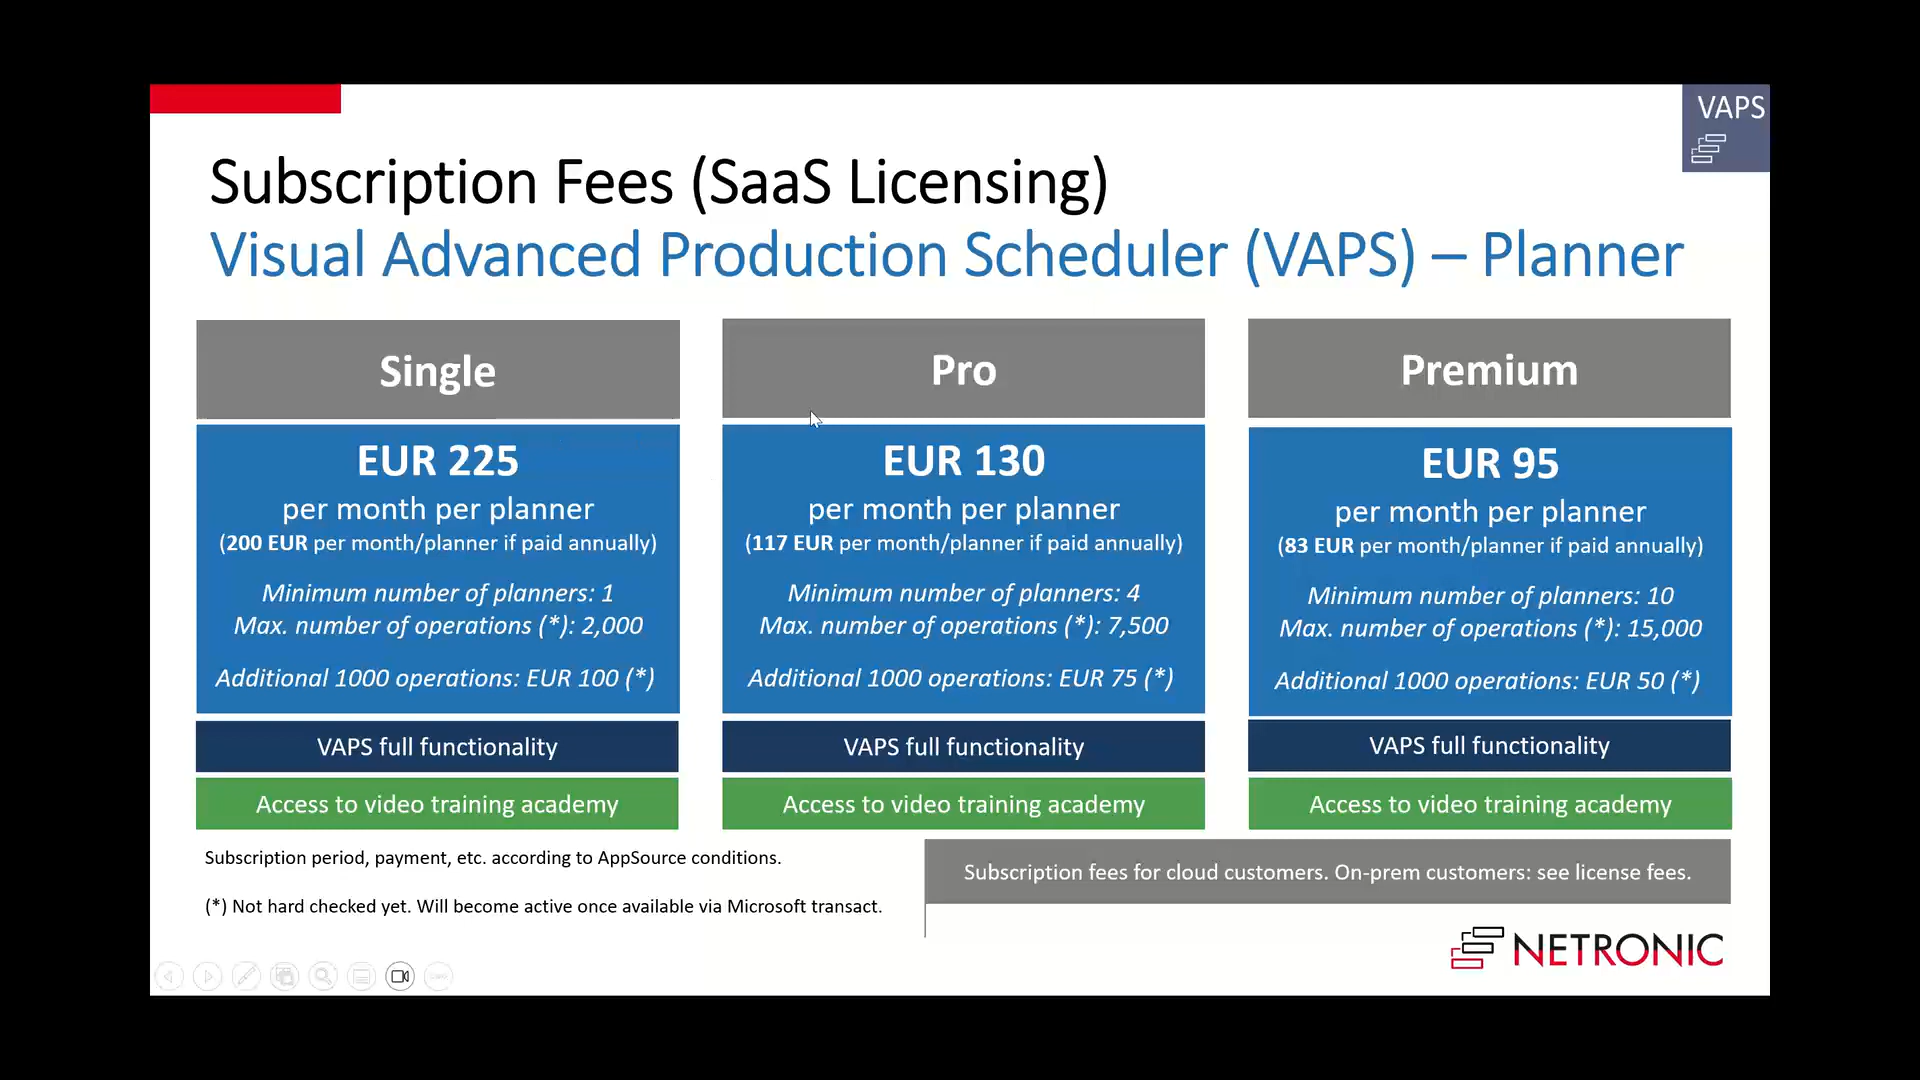 VAPS
Subscription Fees (SaaS Licensing)
Visual Advanced Production Scheduler (VAPS) – Planner
Single
EUR 225
per month per planner
(200 EUR per month/planner if paid annually)
Minimum number of planners: 1
Max. number of operations (*): 2,000
Additional 1000 operations: EUR 100 (*)
VAPS full functionality
Access to video training academy
Pro
EUR 130
per month per planner
(117 EUR per month/planner if paid annually)
Minimum number of planners: 4
Max. number of operations (*): 7,500
Additional 1000 operations: EUR 75 (*)
VAPS full functionality
Access to video training academy
Premium
EUR 95
per month per planner
(83 EUR per month/planner if paid annually)
Minimum number of planners: 10
Max. number of operations (*): 15,000
Additional 1000 operations: EUR 50 (*)
VAPS full functionality
Access to video training academy
Subscription period, payment, etc. according to AppSource conditions.
(*) Not hard checked yet. Will become active once available via Microsoft transact.
Subscription fees for cloud customers. On-prem customers: see license fees.
NETRONIC